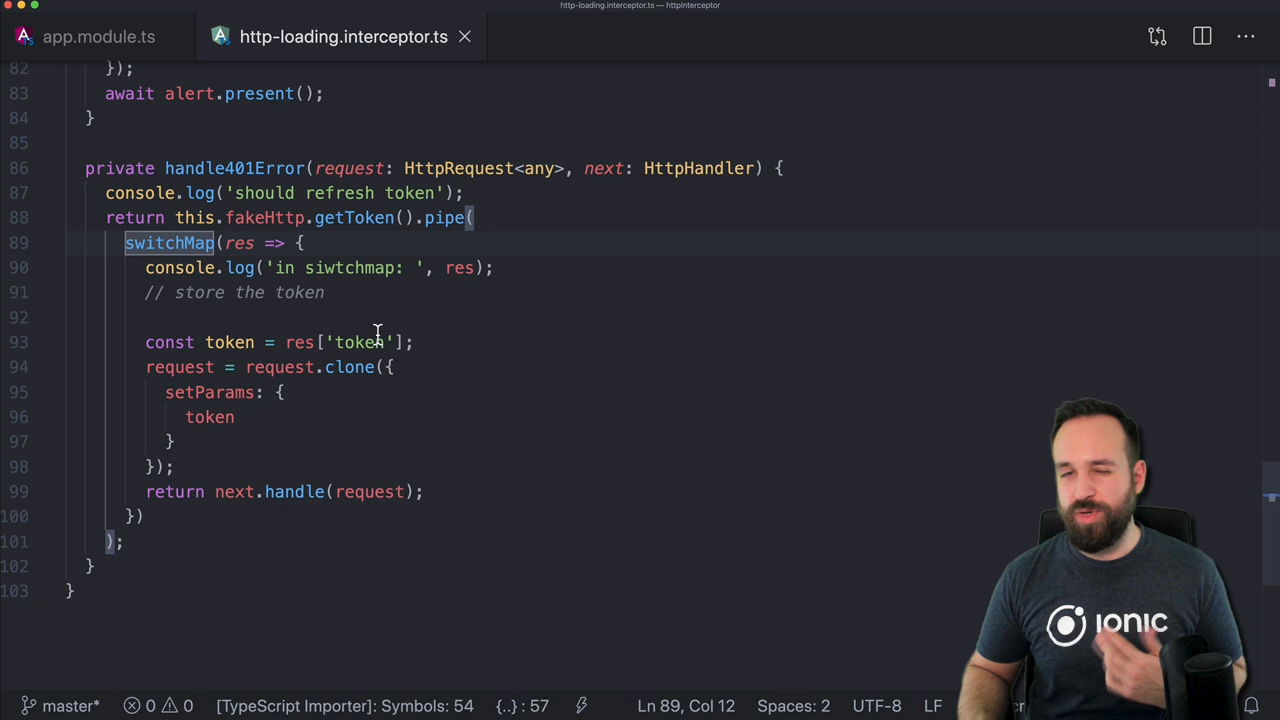 http-loading.interceptor.ts — httpInterceptor
app.module.ts
http-loading.interceptor.ts
82 });
83 await alert.present();
84 }
85
86 private handle401Error(request: HttpRequest<any>, next: HttpHandler) {
87 console.log('should refresh token');
88 return this.fakeHttp.getToken().pipe(
89 switchMap(res => {
90 console.log('in siwtchmap: ', res);
91 // store the token
92
93 const token = res['token'];
94 request = request.clone({
95 setParams: {
96 token
97 }
98 });
99 return next.handle(request);
100 })
101 );
102 }
103 }
ionic
master* 0 0 [TypeScript Importer]: Symbols: 54 {..} : 57 Ln 89, Col 12 Spaces: 2 UTF-8 LF